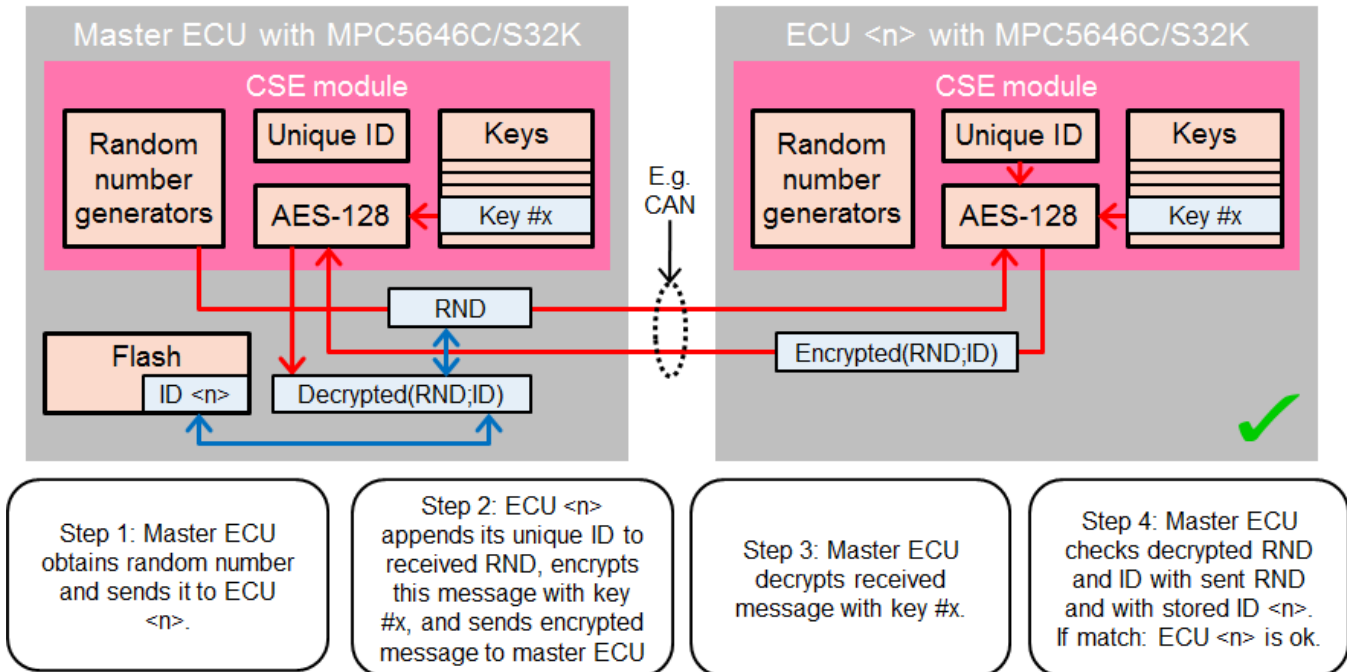 Master ECU with MPC5646C/S32K
CSE module
Random
number
generators
Unique ID
AES-128
Keys
Key #x
RND
Flash
ID <n>
Decrypted(RND;ID)
E.g.
CAN
ECU <n> with MPC5646C/S32K
CSE module
Random
number
generators
Unique ID
AES-128
Keys
Key #x
Encrypted(RND;ID)
Step 1: Master ECU
obtains random number
and sends it to ECU
<n>.
Step 2: ECU <n>
appends its unique ID to
received RND, encrypts
this message with key
#x, and sends encrypted
message to master ECU
Step 3: Master ECU
decrypts received
message with key #x.
Step 4: Master ECU
checks decrypted RND
and ID with sent RND
and with stored ID <n>.
If match: ECU <n> is ok.